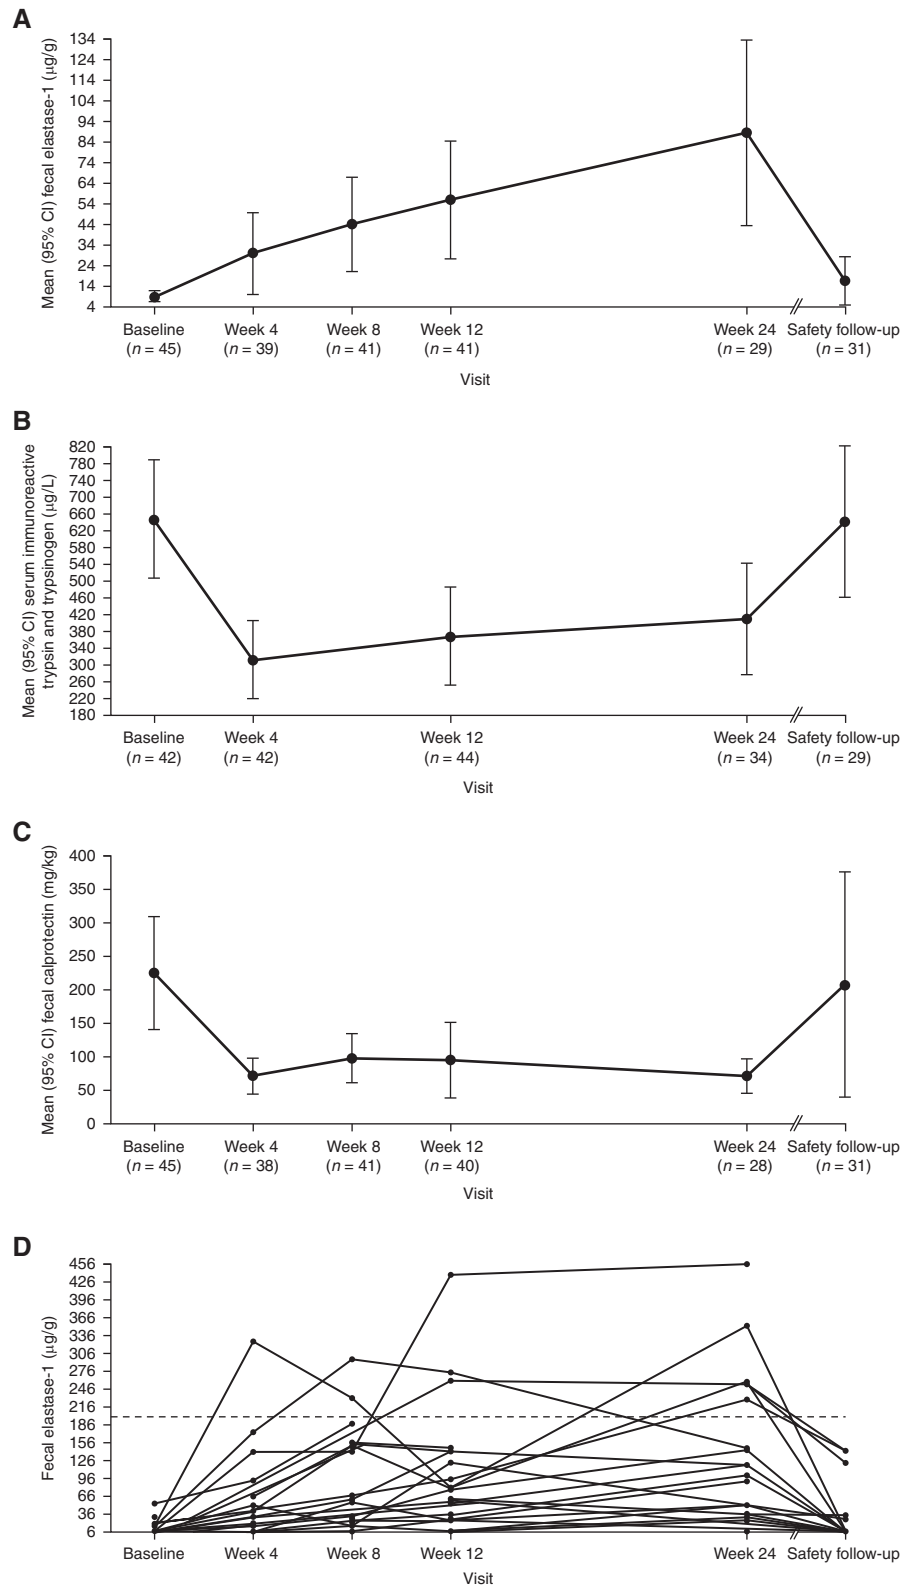 A
Mean (95% CI) fecal elastase-1 (µg/g)
134
124
114
104
94
84
74
64
54
44
34
24
14
4
Baseline Week 4 Week 8 Week 12 Week 24 Safety follow-up
(n = 45) (n = 39) (n = 41) (n = 41) (n = 29) (n = 31)
Visit
B
Mean (95% CI) serum immunoreactive
trypsin and trypsinogen (µg/L)
820
780
740
700
660
620
580
540
500
460
420
380
340
300
260
220
180
Baseline Week 4 Week 12 Week 24 Safety follow-up
(n = 42) (n = 42) (n = 44) (n = 34) (n = 29)
Visit
C
Mean (95% CI) fecal calprotectin (mg/kg)
400
350
300
250
200
150
100
50
0
Baseline Week 4 Week 8 Week 12 Week 24 Safety follow-up
(n = 45) (n = 38) (n = 41) (n = 40) (n = 28) (n = 31)
Visit
D
Fecal elastase-1 (µg/g)
456
426
396
366
336
306
276
246
216
186
156
126
96
66
36
6
Baseline Week 4 Week 8 Week 12 Week 24 Safety follow-up
Visit